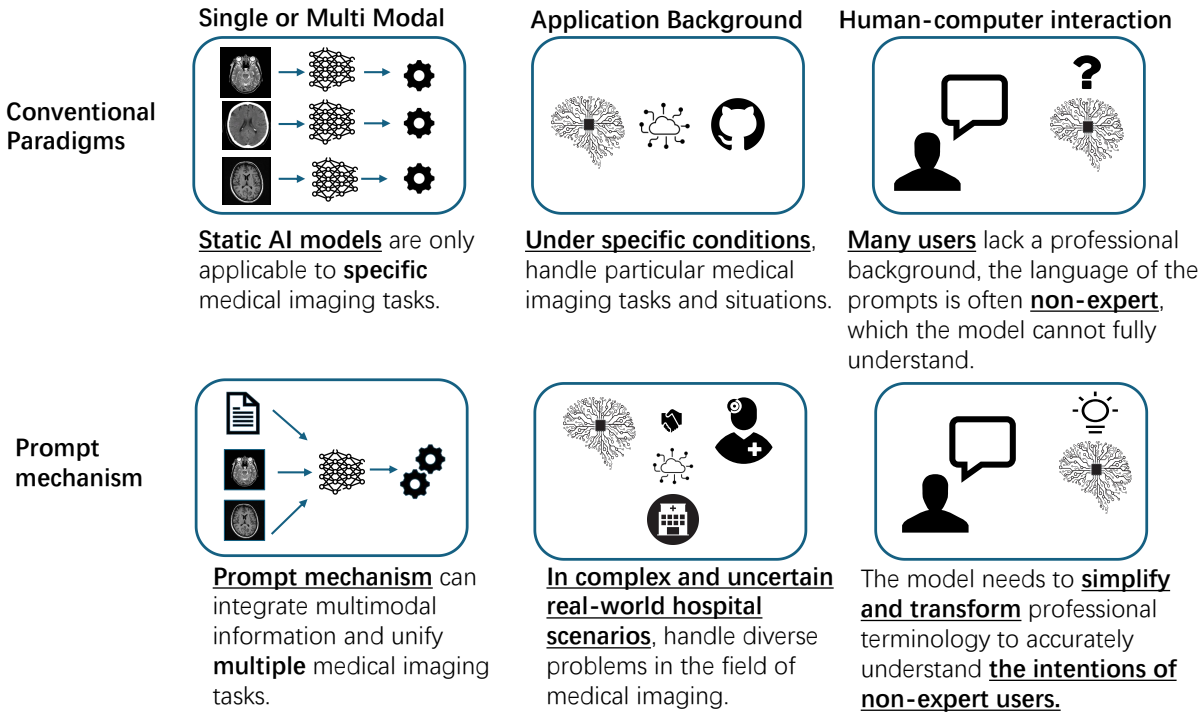 Single or Multi Modal
Application Background
Human-computer interaction
Conventional
Paradigms
Static AI models are only
applicable to specific
medical imaging tasks.
Under specific conditions,
handle particular medical
imaging tasks and situations.
Many users lack a professional
background, the language of the
prompts is often non-expert,
which the model cannot fully
understand.
Prompt
mechanism
Prompt mechanism can
integrate multimodal
information and unify
multiple medical imaging
tasks.
In complex and uncertain
real-world hospital
scenarios, handle diverse
problems in the field of
medical imaging.
The model needs to simplify
and transform professional
terminology to accurately
understand the intentions of
non-expert users.